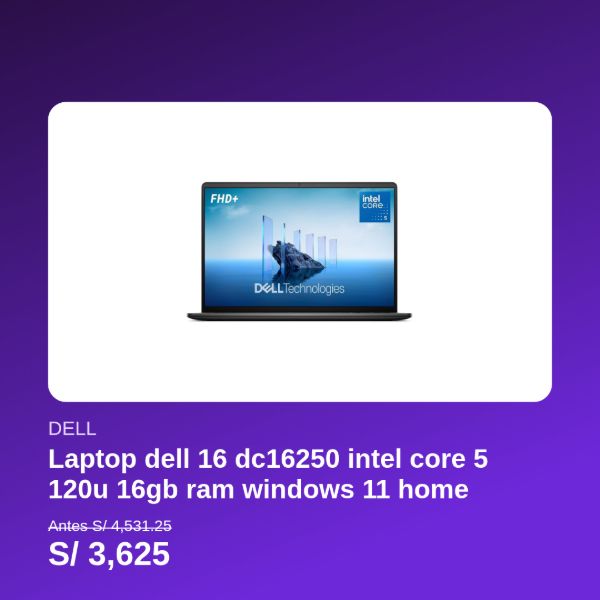 FHD+
intel
CORE
5
DELLTechnologies
DELL
Laptop dell 16 dc16250 intel core 5
120u 16gb ram windows 11 home
Antes S/ 4,531.25
S/ 3,625